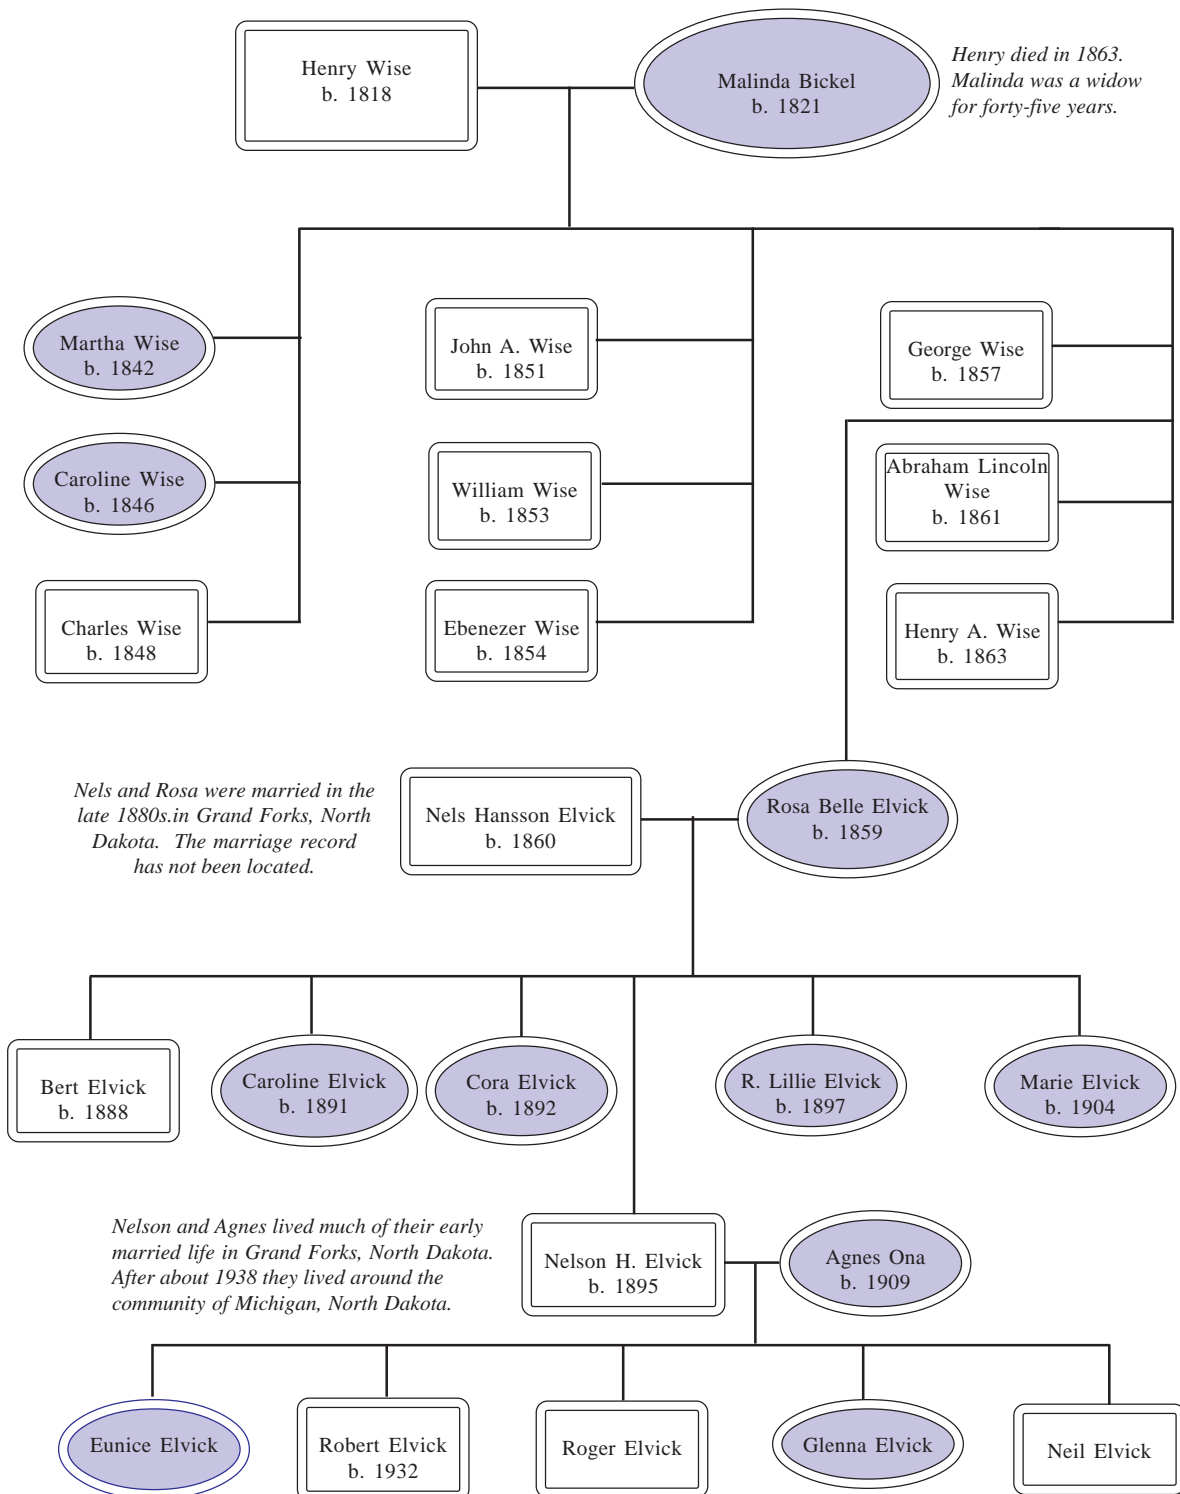 Henry Wise
b. 1818
Malinda Bickel
b. 1821
Henry died in 1863.
Malinda was a widow
for forty-five years.
Martha Wise
b. 1842
John A. Wise
b. 1851
George Wise
b. 1857
Caroline Wise
b. 1846
William Wise
b. 1853
Abraham Lincoln
Wise
b. 1861
Charles Wise
b. 1848
Ebenezer Wise
b. 1854
Henry A. Wise
b. 1863
Nels and Rosa were married in the
late 1880s.in Grand Forks, North
Dakota. The marriage record
has not been located.
Nels Hansson Elvick
b. 1860
Rosa Belle Elvick
b. 1859
Bert Elvick
b. 1888
Caroline Elvick
b. 1891
Cora Elvick
b. 1892
R. Lillie Elvick
b. 1897
Marie Elvick
b. 1904
Nelson and Agnes lived much of their early
married life in Grand Forks, North Dakota.
After about 1938 they lived around the
community of Michigan, North Dakota.
Nelson H. Elvick
b. 1895
Agnes Ona
b. 1909
Eunice Elvick
Robert Elvick
b. 1932
Roger Elvick
Glenna Elvick
Neil Elvick